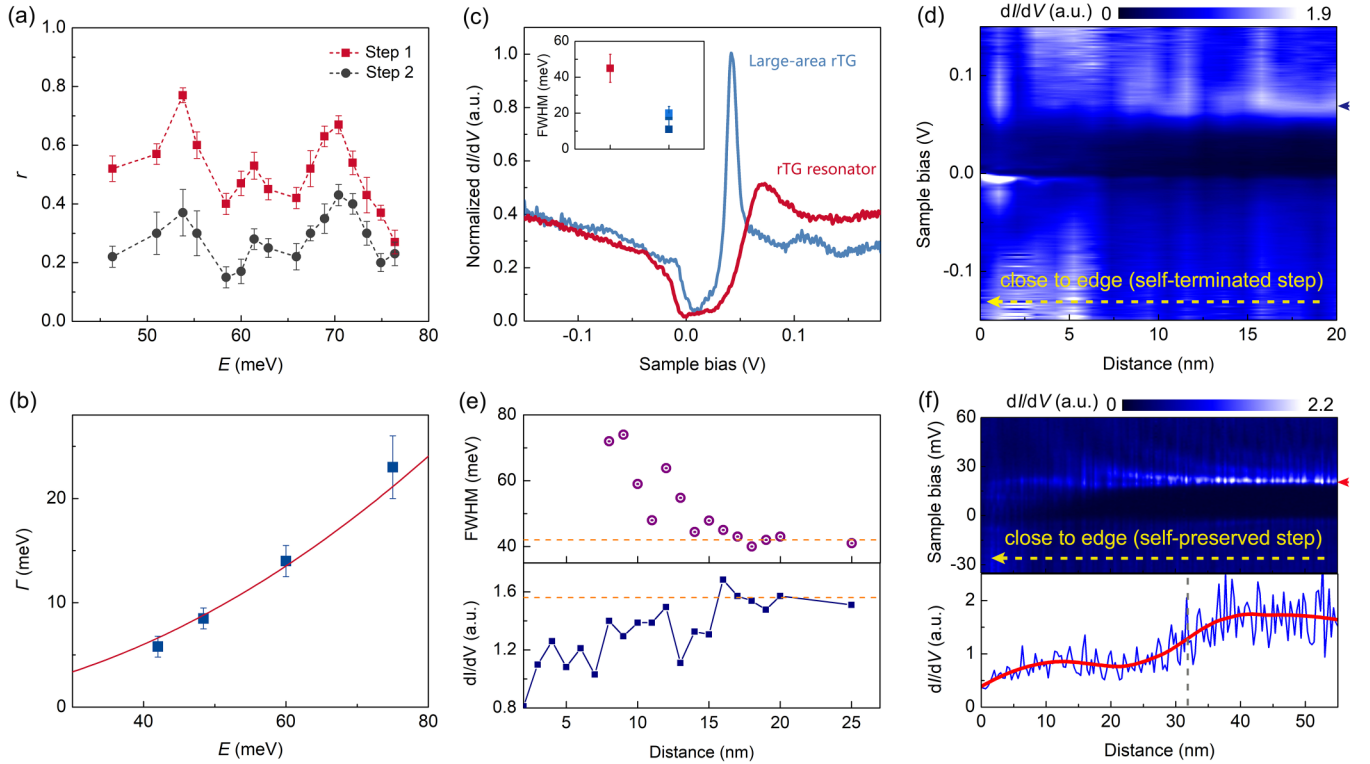 (a)
1.0
0.8
0.6
0.4
0.2
0.0
r
50
60
70
80
E (meV)
Step 1
Step 2
(b)
20
10
0
Γ (meV)
40
60
80
E (meV)
(c)
1.0
0.8
0.6
0.4
0.2
0.0
Normalized dI/dV (a.u.)
60
40
20
0
FWHM (meV)
Large-area rTG
rTG resonator
-0.1
0.0
0.1
Sample bias (V)
(d)
dI/dV (a.u.)
0
1.9
0.1
0.0
-0.1
Sample bias (V)
close to edge (self-terminated step)
0
5
10
15
20
Distance (nm)
(e)
80
60
40
FWHM (meV)
1.6
1.2
0.8
dI/dV (a.u.)
5
10
15
20
25
Distance (nm)
(f)
dI/dV (a.u.)
0
2.2
60
30
0
-30
Sample bias (mV)
close to edge (self-preserved step)
2
1
0
dI/dV (a.u.)
0
10
20
30
40
50
Distance (nm)